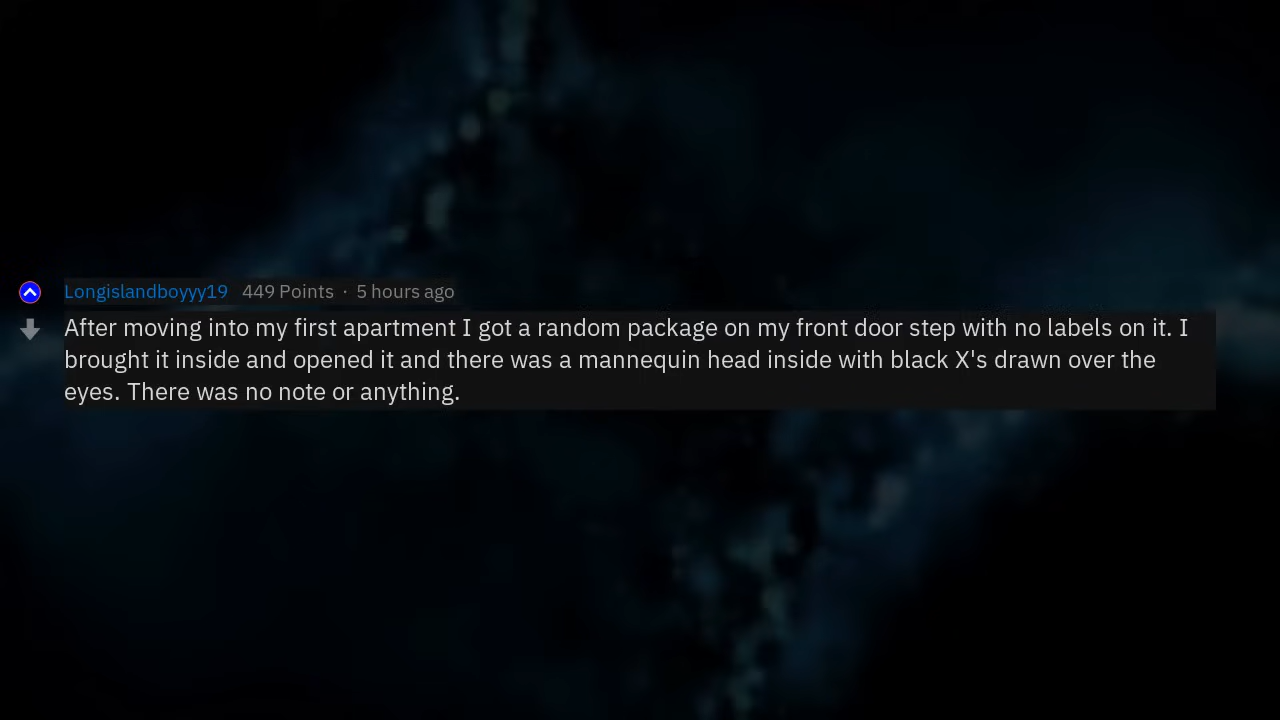 Longislandboyyy19 449 Points · 5 hours ago
After moving into my first apartment I got a random package on my front door step with no labels on it. I
brought it inside and opened it and there was a mannequin head inside with black X's drawn over the
eyes. There was no note or anything.